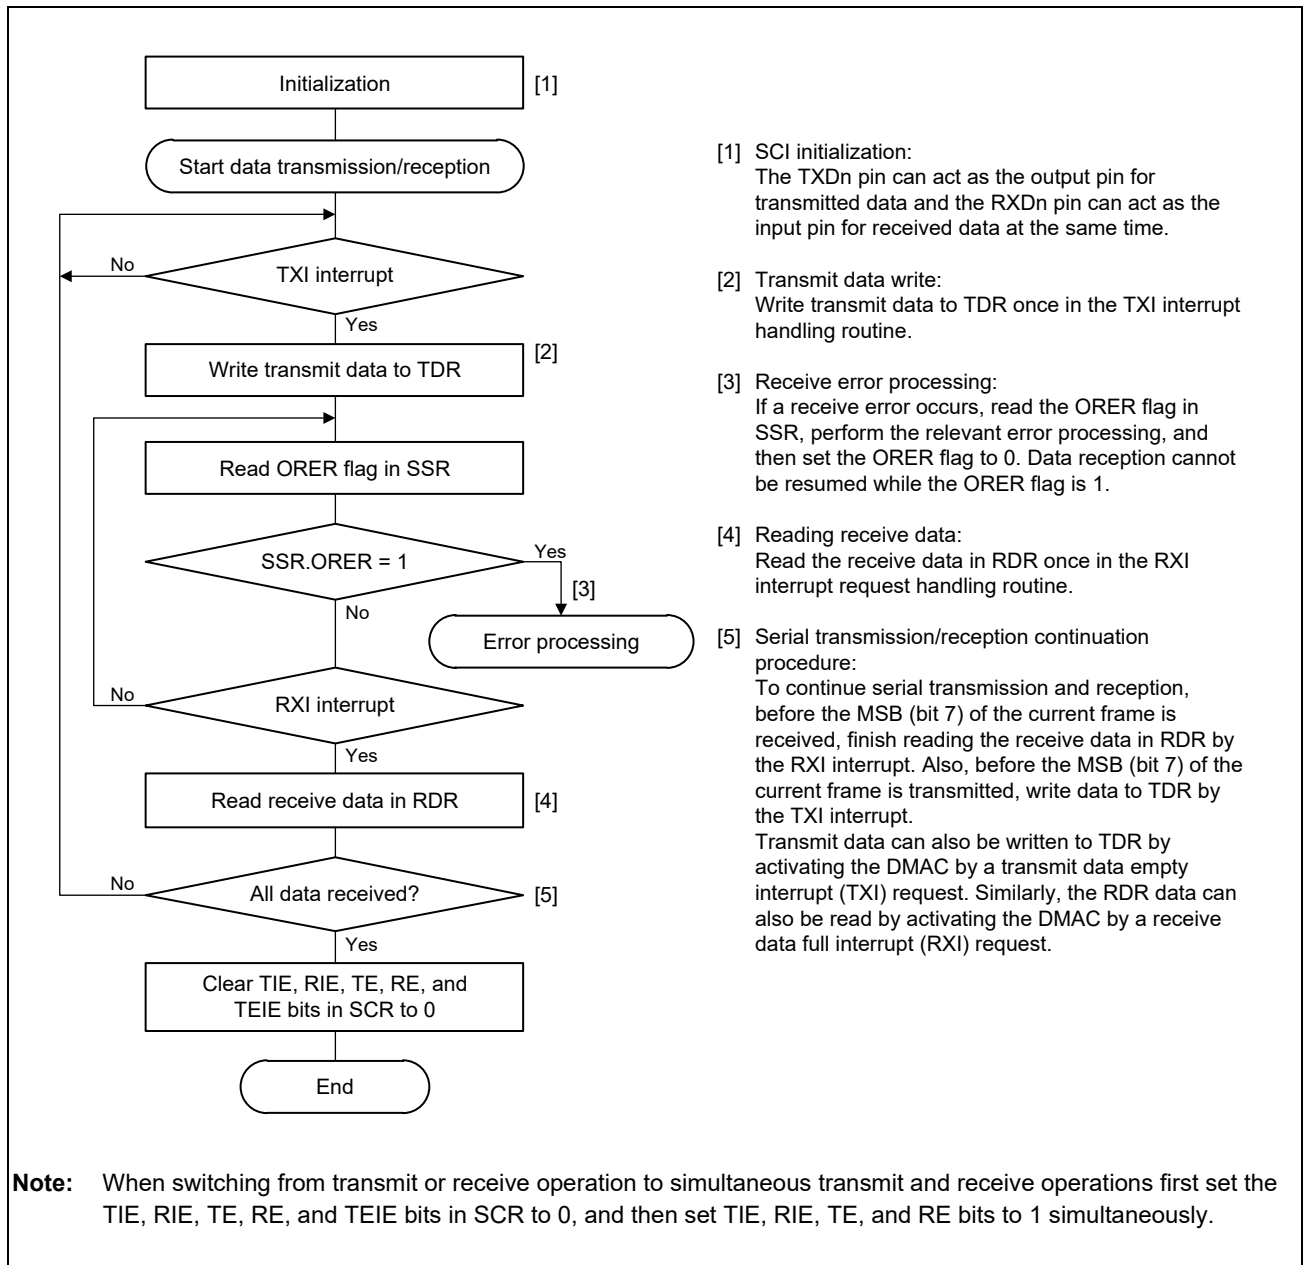 Initialization
[1]
Start data transmission/reception
No
TXI interrupt
Yes
Write transmit data to TDR
[2]
Read ORER flag in SSR
SSR.ORER = 1
Yes
[3]
No
Error processing
No
RXI interrupt
Yes
Read receive data in RDR
[4]
No
All data received?
[5]
Yes
Clear TIE, RIE, TE, RE, and
TEIE bits in SCR to 0
End
[1] SCI initialization:
The TXDn pin can act as the output pin for
transmitted data and the RXDn pin can act as the
input pin for received data at the same time.
[2] Transmit data write:
Write transmit data to TDR once in the TXI interrupt
handling routine.
[3] Receive error processing:
If a receive error occurs, read the ORER flag in
SSR, perform the relevant error processing, and
then set the ORER flag to 0. Data reception cannot
be resumed while the ORER flag is 1.
[4] Reading receive data:
Read the receive data in RDR once in the RXI
interrupt request handling routine.
[5] Serial transmission/reception continuation
procedure:
To continue serial transmission and reception,
before the MSB (bit 7) of the current frame is
received, finish reading the receive data in RDR by
the RXI interrupt. Also, before the MSB (bit 7) of the
current frame is transmitted, write data to TDR by
the TXI interrupt.
Transmit data can also be written to TDR by
activating the DMAC by a transmit data empty
interrupt (TXI) request. Similarly, the RDR data can
also be read by activating the DMAC by a receive
data full interrupt (RXI) request.
Note: When switching from transmit or receive operation to simultaneous transmit and receive operations first set the
TIE, RIE, TE, RE, and TEIE bits in SCR to 0, and then set TIE, RIE, TE, and RE bits to 1 simultaneously.